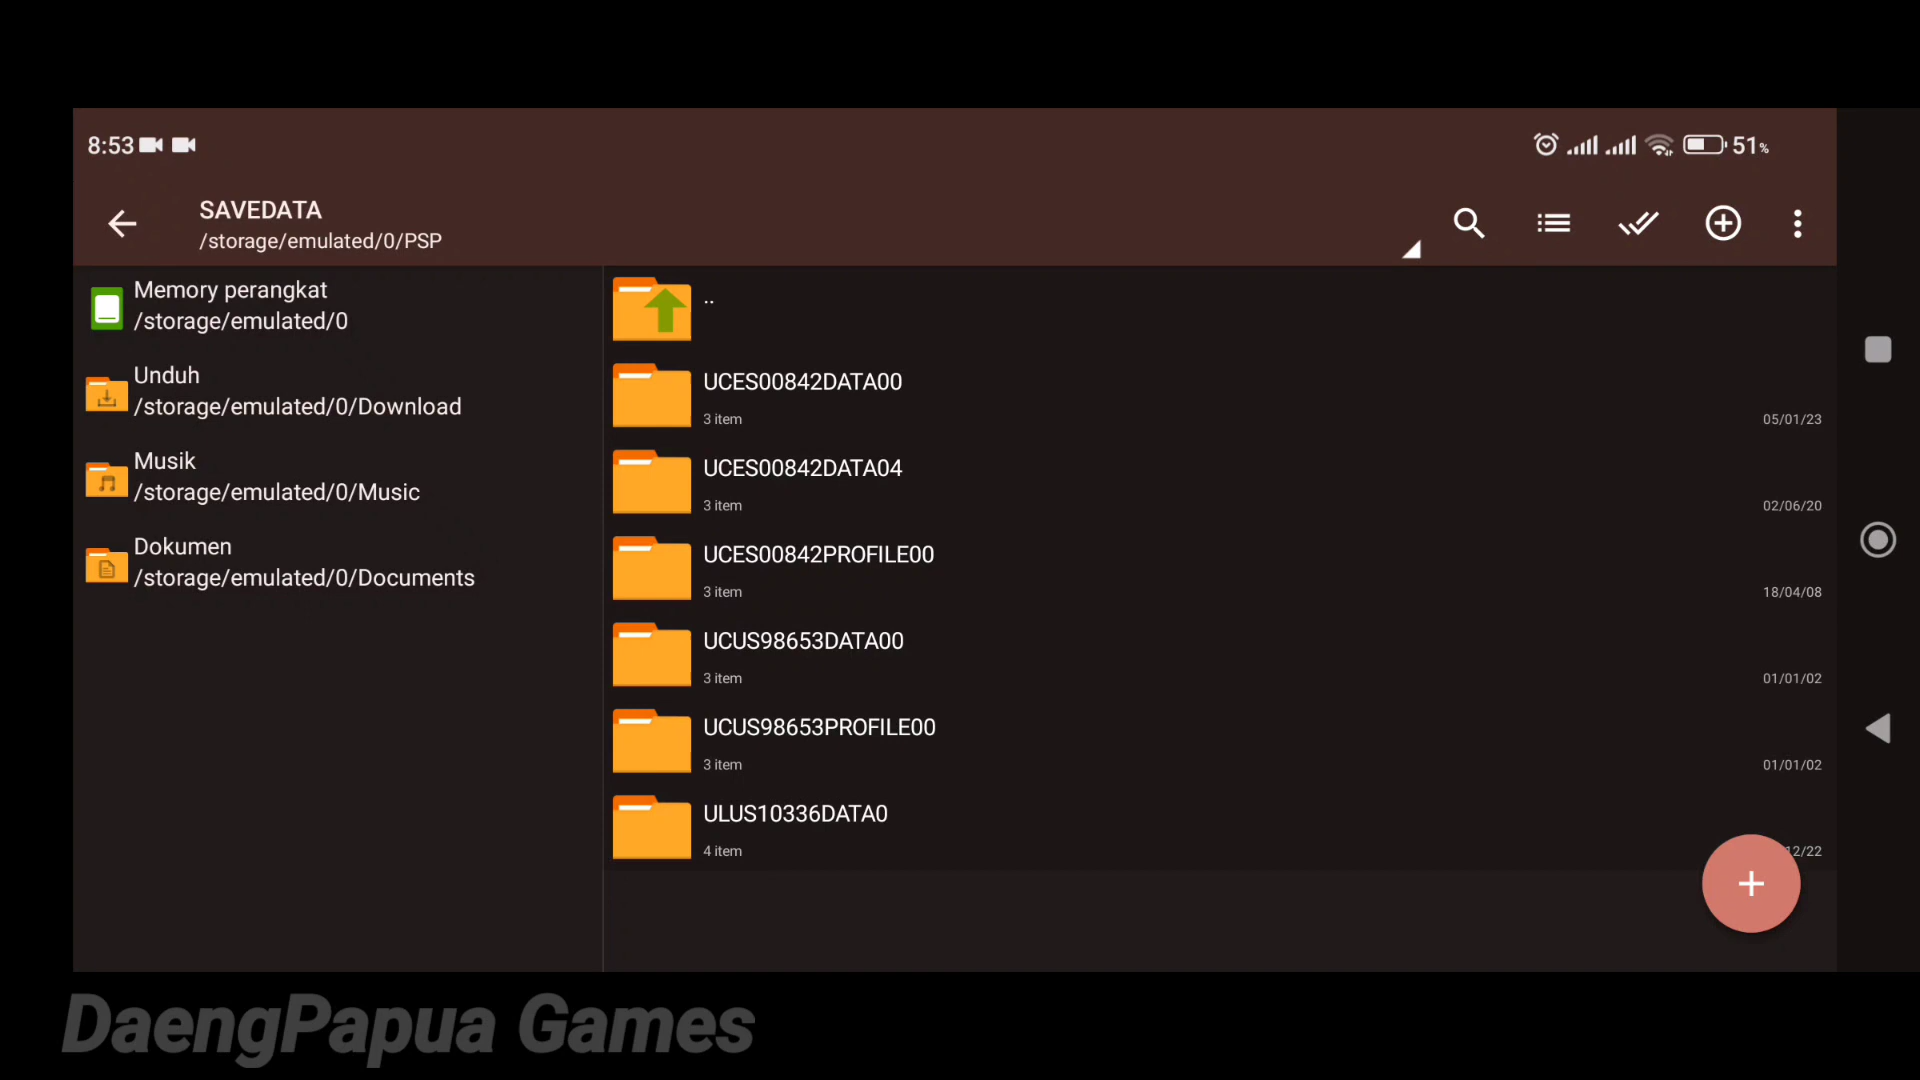 8:53
51%
SAVEDATA
/storage/emulated/0/PSP
Memory perangkat
/storage/emulated/0
Unduh
/storage/emulated/0/Download
Musik
/storage/emulated/0/Music
Dokumen
/storage/emulated/0/Documents
..
UCES00842DATA00
3 item
05/01/23
UCES00842DATA04
3 item
02/06/20
UCES00842PROFILE00
3 item
18/04/08
UCUS98653DATA00
3 item
01/01/02
UCUS98653PROFILE00
3 item
01/01/02
ULUS10336DATA0
4 item
12/22
DaengPapua Games